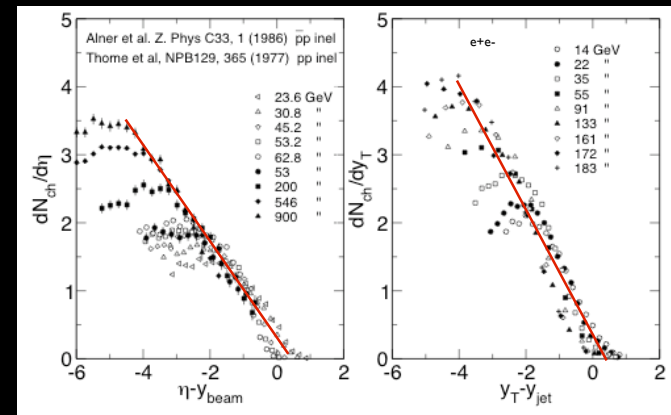 Alner et al. Z. Phys C33, 1 (1986) p̅p inel
Thome et al, NPB129, 365 (1977) pp inel
23.6 GeV
30.8 "
45.2 "
53.2 "
62.8 "
53 "
200 "
546 "
900 "
dN_ch/dη
5
4
3
2
1
0
-6 -4 -2 0 2
η-y_beam
e+e-
14 GeV
22 "
35 "
55 "
91 "
133 "
161 "
172 "
183 "
dN_ch/dy_T
5
4
3
2
1
0
-6 -4 -2 0 2
y_T-y_jet